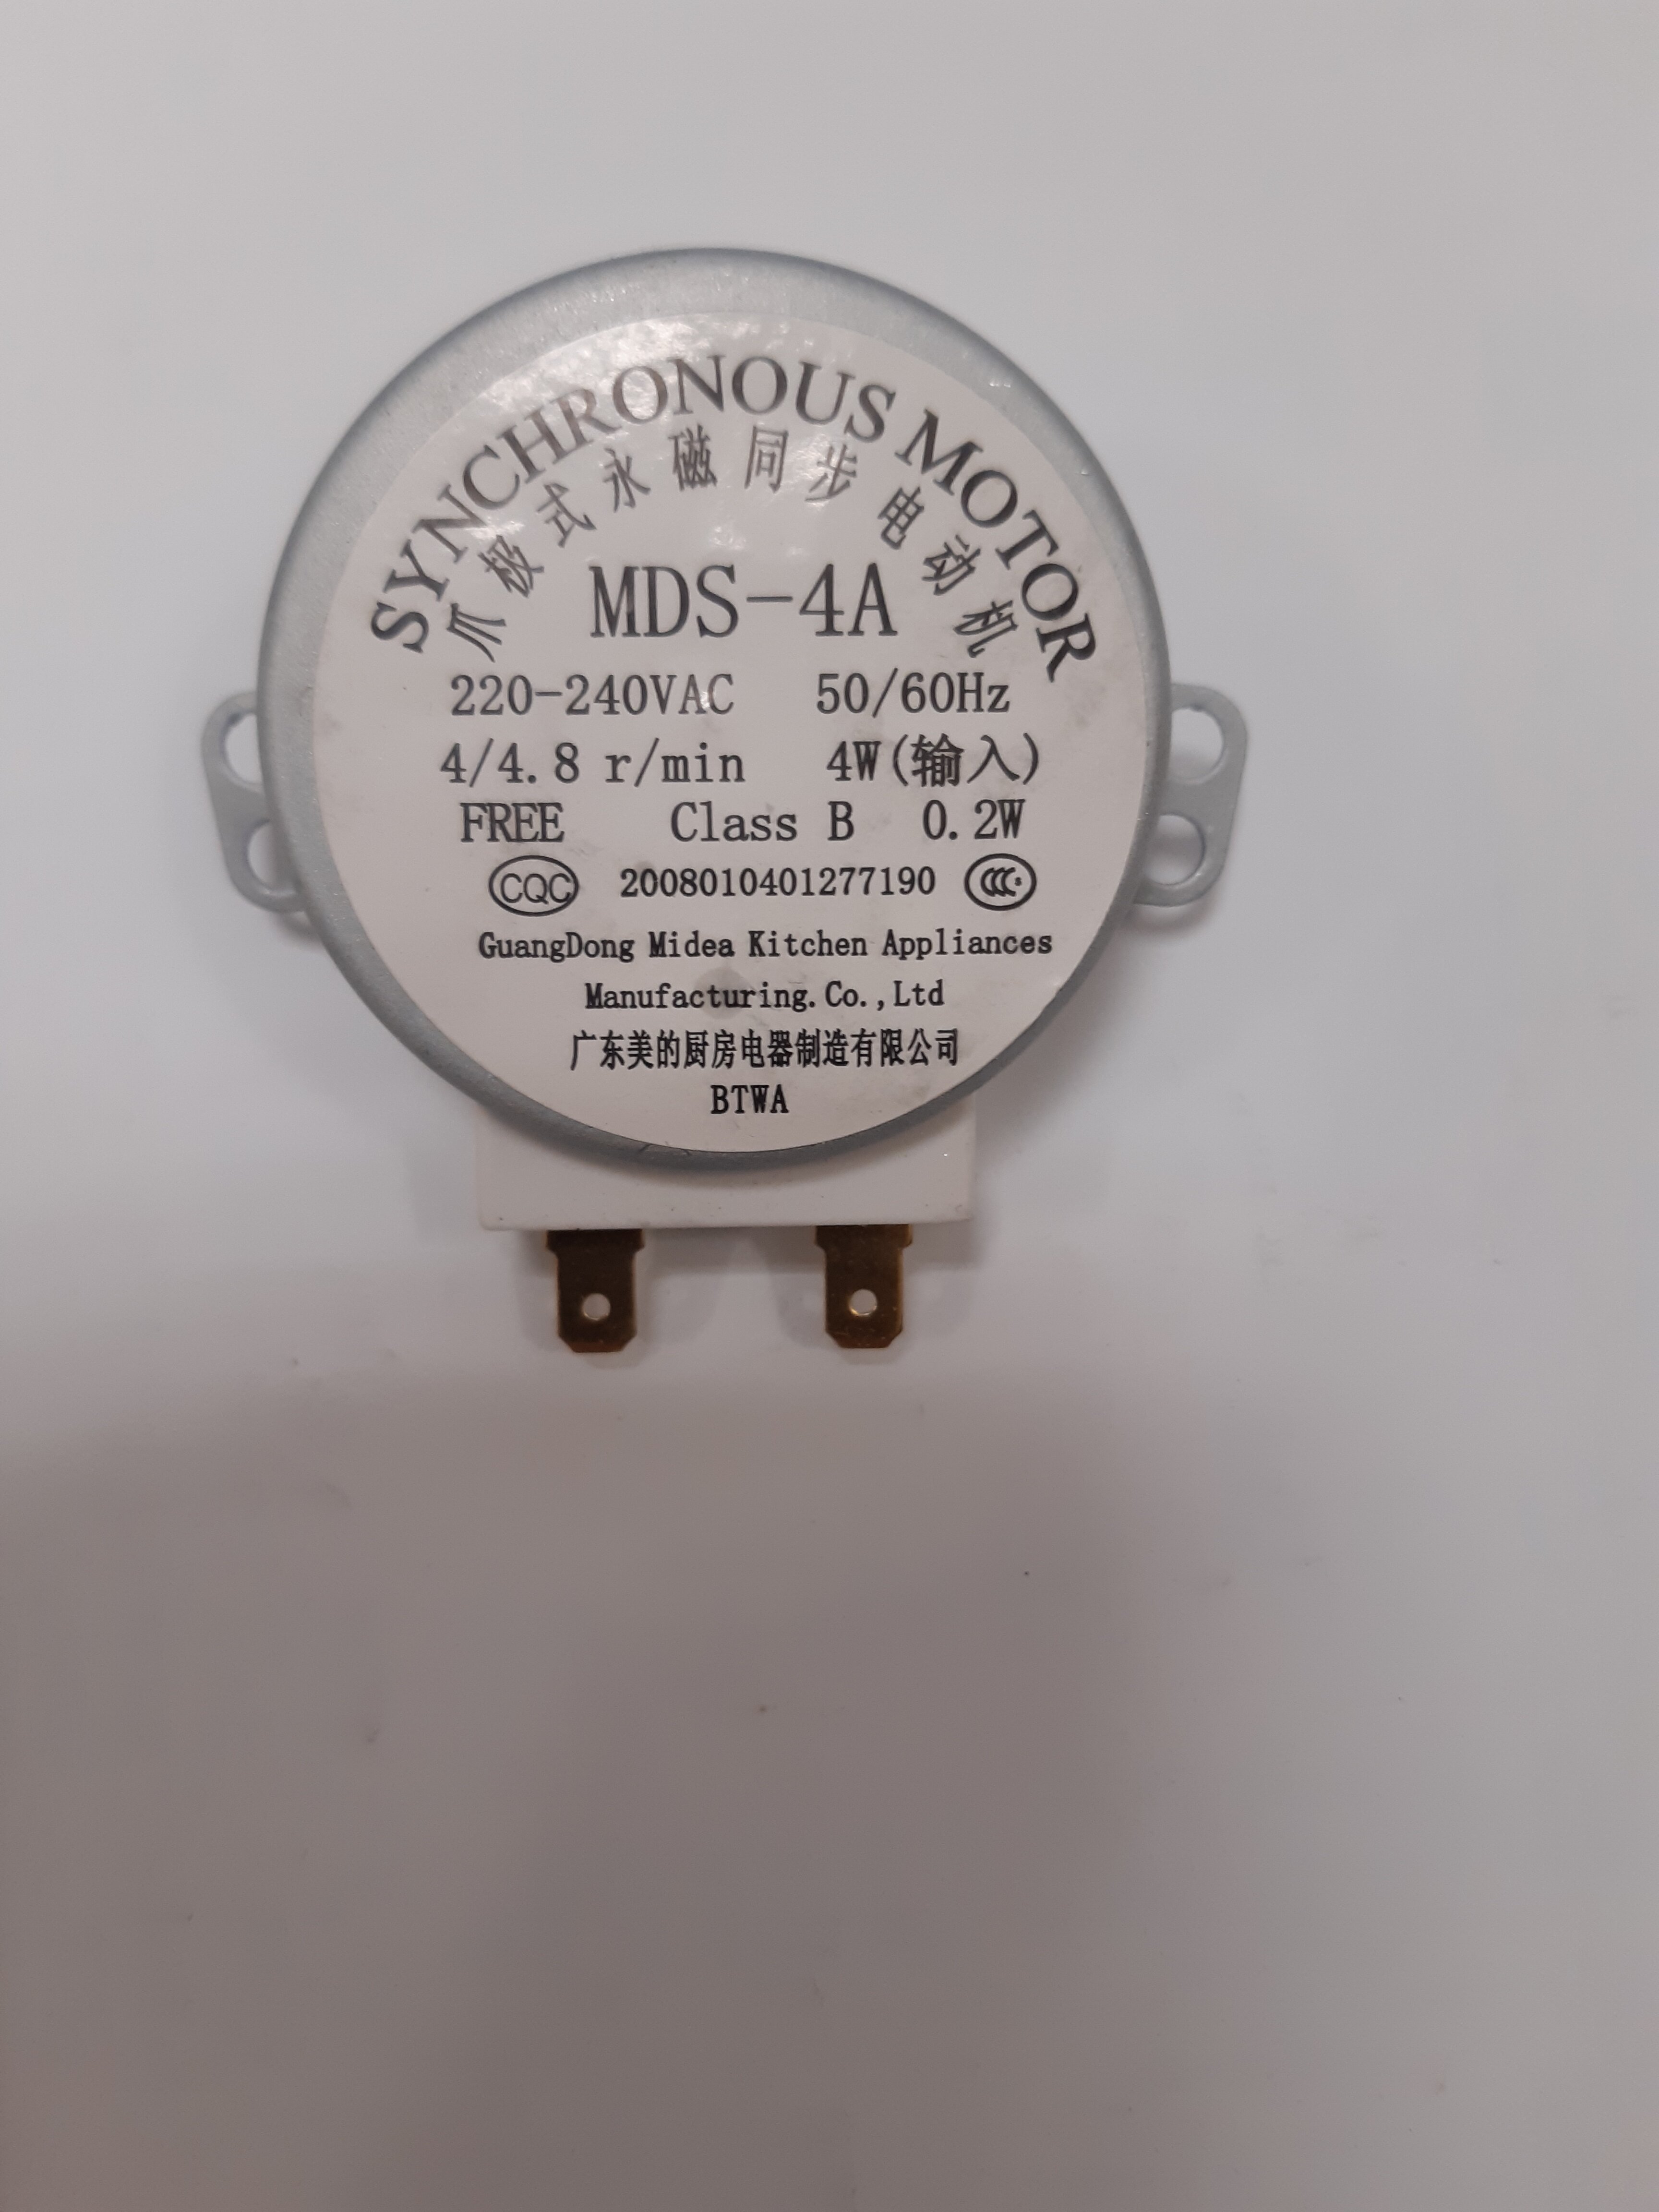 SYNCHRONOUS MOTOR
爪极式永磁同步电动机
MDS-4A
220-240VAC 50/60Hz
4/4.8 r/min 4W(输入)
FREE Class B 0.2W
CQC 2008010401277190 CCC
GuangDong Midea Kitchen Appliances
Manufacturing.Co.,Ltd
广东美的厨房电器制造有限公司
BTWA